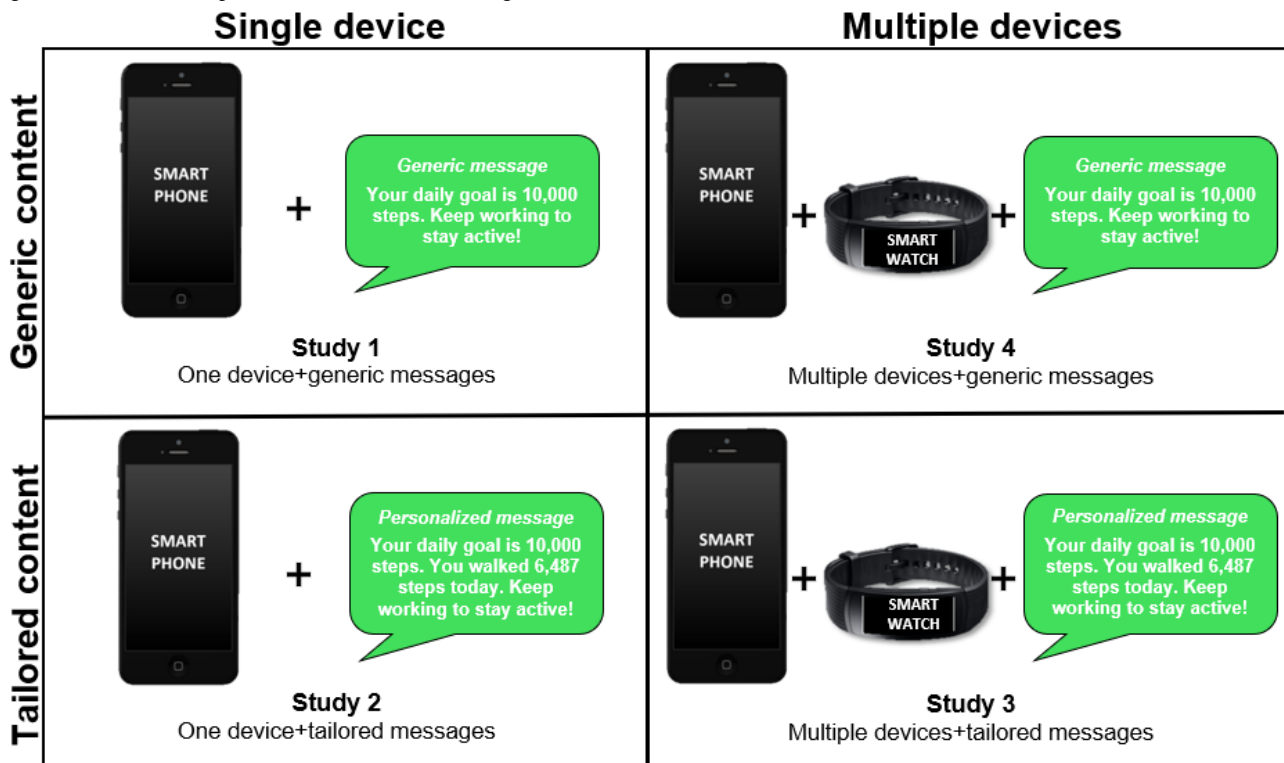 Single device
Multiple devices
Generic content
SMART
PHONE
+
Generic message
Your daily goal is 10,000
steps. Keep working to
stay active!
Study 1
One device+generic messages
SMART
PHONE
+
SMART
WATCH
+
Generic message
Your daily goal is 10,000
steps. Keep working to
stay active!
Study 4
Multiple devices+generic messages
Tailored content
SMART
PHONE
+
Personalized message
Your daily goal is 10,000
steps. You walked 6,487
steps today. Keep
working to stay active!
Study 2
One device+tailored messages
SMART
PHONE
+
SMART
WATCH
+
Personalized message
Your daily goal is 10,000
steps. You walked 6,487
steps today. Keep
working to stay active!
Study 3
Multiple devices+tailored messages